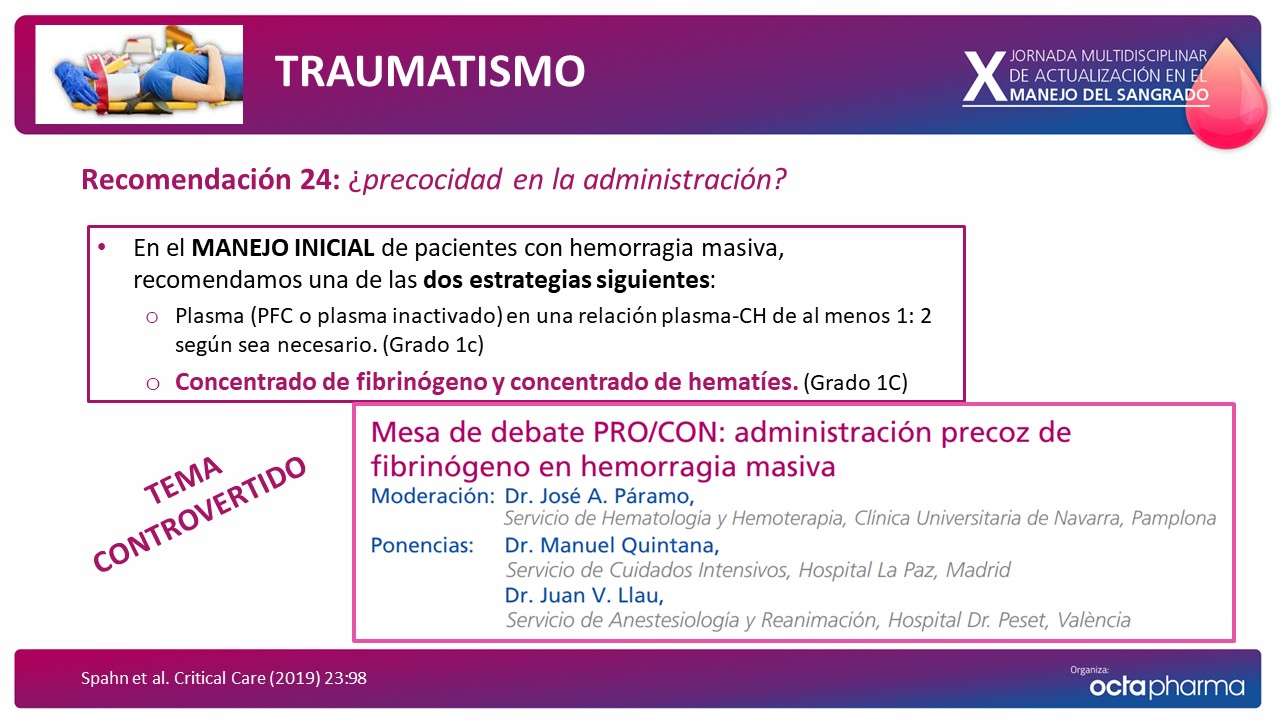 TRAUMATISMO
X JORNADA MULTIDISCIPLINAR
DE ACTUALIZACIÓN EN EL
MANEJO DEL SANGRADO
Recomendación 24: ¿precocidad en la administración?
• En el MANEJO INICIAL de pacientes con hemorragia masiva,
recomendamos una de las dos estrategias siguientes:
o Plasma (PFC o plasma inactivado) en una relación plasma-CH de al menos 1: 2
según sea necesario. (Grado 1c)
o Concentrado de fibrinógeno y concentrado de hematíes. (Grado 1C)
TEMA
CONTROVERTIDO
Mesa de debate PRO/CON: administración precoz de
fibrinógeno en hemorragia masiva
Moderación: Dr. José A. Páramo,
Servicio de Hematología y Hemoterapia, Clínica Universitaria de Navarra, Pamplona
Ponencias: Dr. Manuel Quintana,
Servicio de Cuidados Intensivos, Hospital La Paz, Madrid
Dr. Juan V. Llau,
Servicio de Anestesiología y Reanimación, Hospital Dr. Peset, València
Spahn et al. Critical Care (2019) 23:98
Organiza:
octapharma